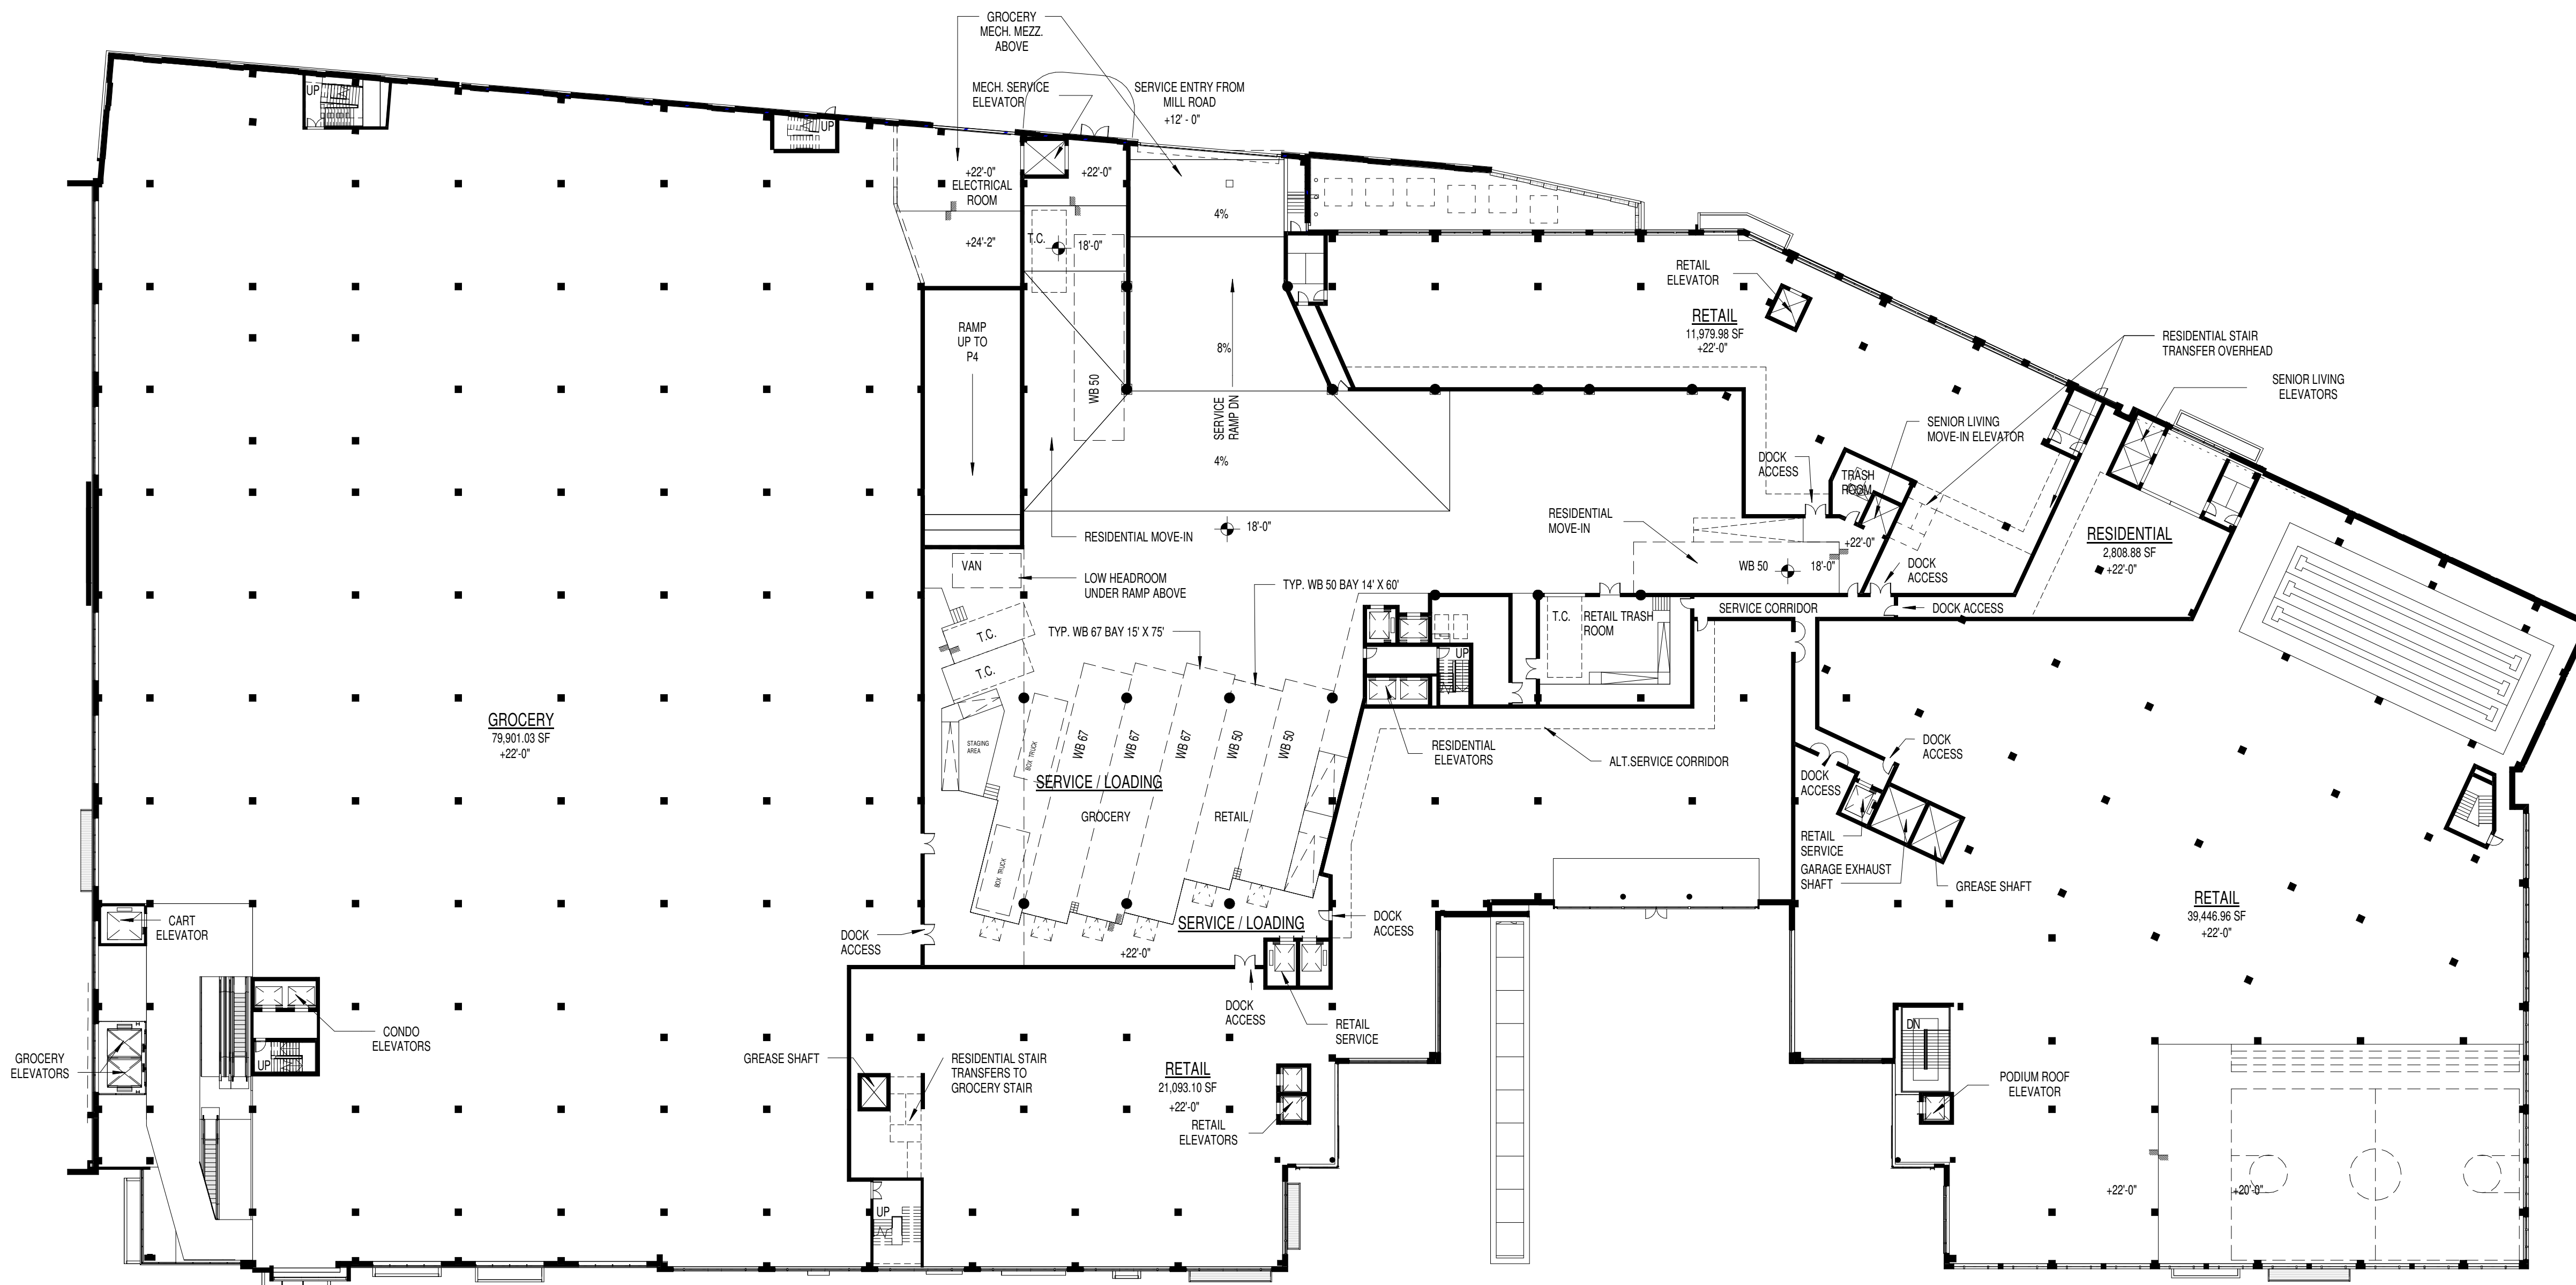 GROCERY
MECH. MEZZ.
ABOVE
MECH. SERVICE
ELEVATOR
SERVICE ENTRY FROM
MILL ROAD
+12' - 0"
UP
UP
+22'-0"
ELECTRICAL
ROOM
+22'-0"
4%
+24'-2"
T.C.
18'-0"
RETAIL
ELEVATOR
RETAIL
11,979.98 SF
+22'-0"
RAMP
UP TO
P4
8%
WB 50
SERVICE
RAMP DN
4%
RESIDENTIAL STAIR
TRANSFER OVERHEAD
SENIOR LIVING
ELEVATORS
SENIOR LIVING
MOVE-IN ELEVATOR
DOCK
ACCESS
TRASH
ROOM
RESIDENTIAL
MOVE-IN
18'-0"
RESIDENTIAL MOVE-IN
RESIDENTIAL
2,808.88 SF
+22'-0"
+22'-0"
WB 50
18'-0"
DOCK
ACCESS
VAN
LOW HEADROOM
UNDER RAMP ABOVE
TYP. WB 50 BAY 14' X 60'
T.C.
RETAIL TRASH
ROOM
SERVICE CORRIDOR
DOCK ACCESS
TYP. WB 67 BAY 15' X 75'
T.C.
T.C.
UP
GROCERY
79,901.03 SF
+22'-0"
STAGING
AREA
BOX TRUCK
WB 67
WB 67
WB 67
WB 50
WB 50
RESIDENTIAL
ELEVATORS
ALT.SERVICE CORRIDOR
DOCK
ACCESS
DOCK
ACCESS
SERVICE / LOADING
GROCERY
RETAIL
RETAIL
SERVICE
GARAGE EXHAUST
SHAFT
GREASE SHAFT
BOX TRUCK
RETAIL
39,446.96 SF
+22'-0"
CART
ELEVATOR
DOCK
ACCESS
SERVICE / LOADING
+22'-0"
DOCK
ACCESS
DOCK
ACCESS
RETAIL
SERVICE
CONDO
ELEVATORS
GROCERY
ELEVATORS
UP
GREASE SHAFT
RESIDENTIAL STAIR
TRANSFERS TO
GROCERY STAIR
RETAIL
21,093.10 SF
+22'-0"
RETAIL
ELEVATORS
DN
PODIUM ROOF
ELEVATOR
+22'-0"
+20'-0"
UP